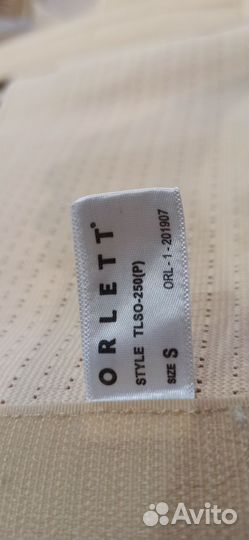 ORLETT®
STYLE TLSO-250(P)
ORL-1-201907
SIZE S
Avito